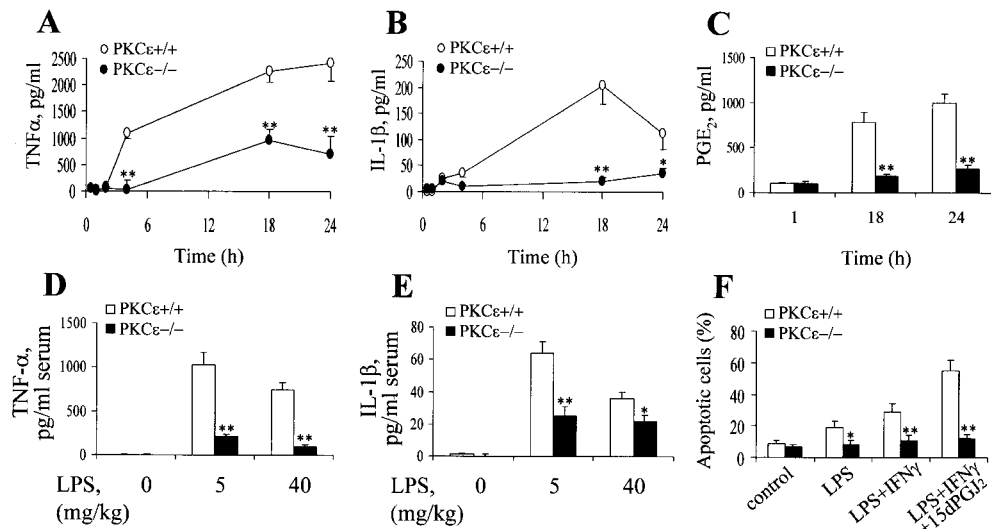 A
PKCε+/+
PKCε−/−
TNFα, pg/ml
2500
2000
1500
1000
500
0
**
**
**
0 6 12 18 24
Time (h)
B
PKCε+/+
PKCε−/−
IL-1β, pg/ml
250
200
150
100
50
0
**
*
0 6 12 18 24
Time (h)
C
PKCε+/+
PKCε−/−
PGE₂, pg/ml
1500
1000
500
0
**
**
1 18 24
Time (h)
D
PKCε+/+
PKCε−/−
TNF-α,
pg/ml serum
1500
1000
500
0
**
**
LPS, 0 5 40
(mg/kg)
E
PKCε+/+
PKCε−/−
IL-1β,
pg/ml serum
80
60
40
20
0
**
*
LPS, 0 5 40
(mg/kg)
F
PKCε+/+
PKCε−/−
Apoptotic cells (%)
80
60
40
20
0
*
**
**
control
LPS
LPS+IFNγ
LPS+IFNγ
+15dPGJ₂